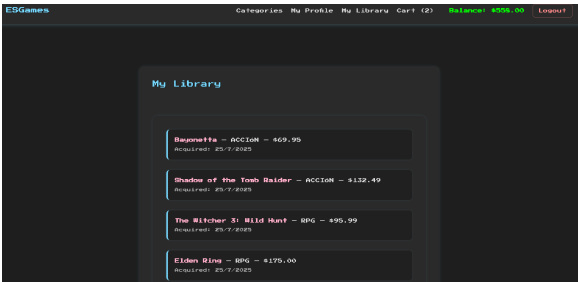 ESGames
Categories My Profile My Library Cart (2) Balance: $558.00 Logout
My Library
Bayonetta — ACCIóN — $69.95
Acquired: 25/7/2025
Shadow of the Tomb Raider — ACCIóN — $132.49
Acquired: 25/7/2025
The Witcher 3: Wild Hunt — RPG — $95.99
Acquired: 25/7/2025
Elden Ring — RPG — $175.00
Acquired: 25/7/2025